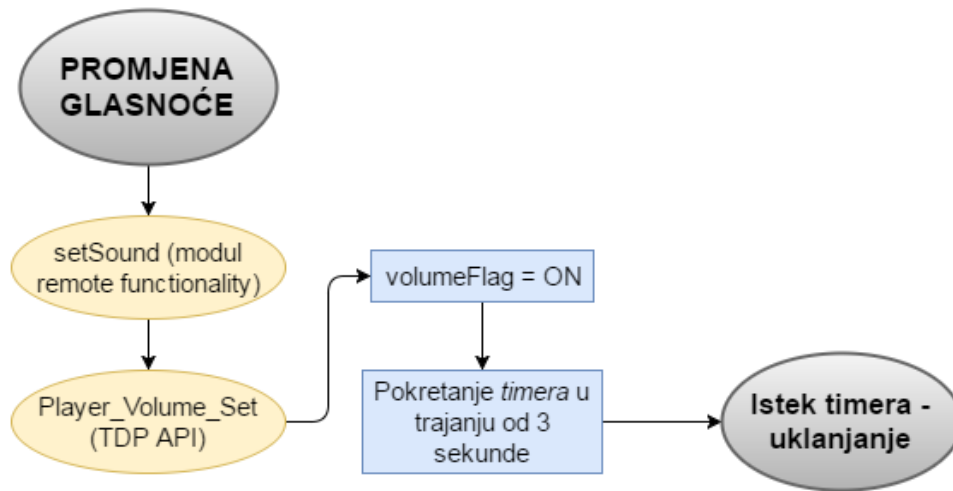 PROMJENA
GLASNOĆE
setSound (modul
remote functionality)
Player_Volume_Set
(TDP API)
volumeFlag = ON
Pokretanje timera u
trajanju od 3
sekunde
Istek timera -
uklanjanje